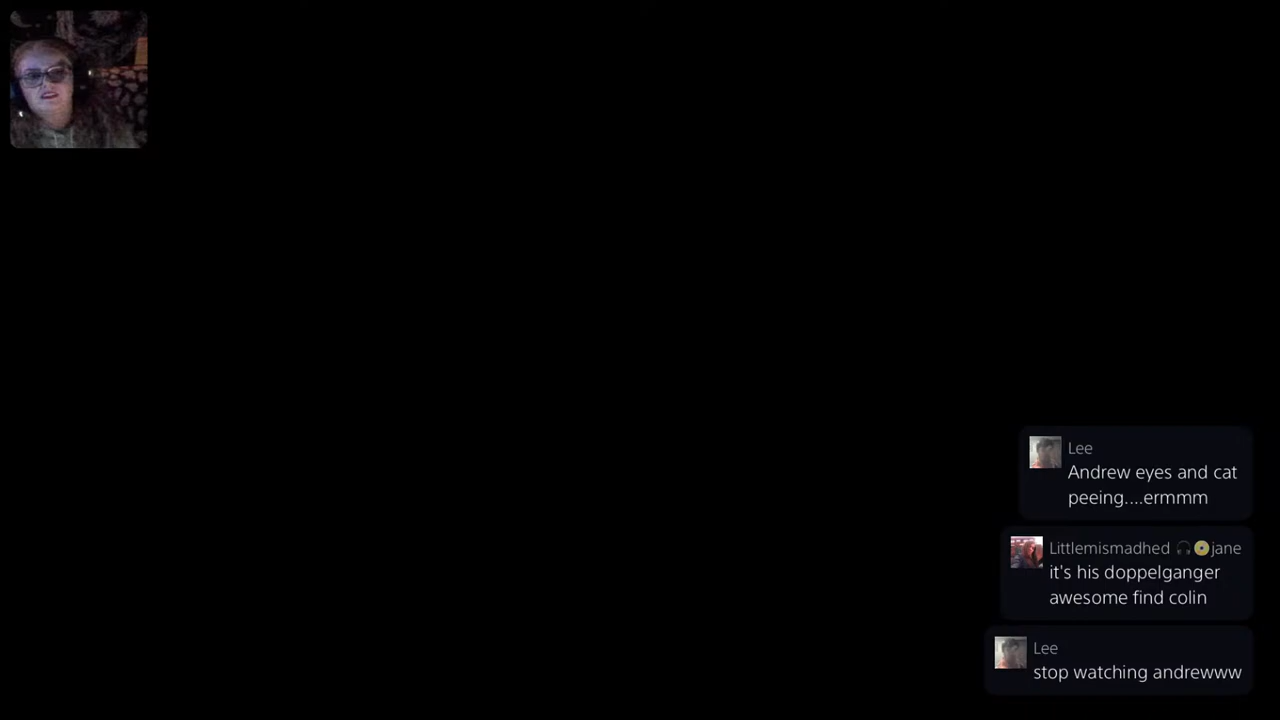 Lee
Andrew eyes and cat
peeing....ermmm
Littlemismadhed 🎧📀jane
it's his doppelganger
awesome find colin
Lee
stop watching andrewww